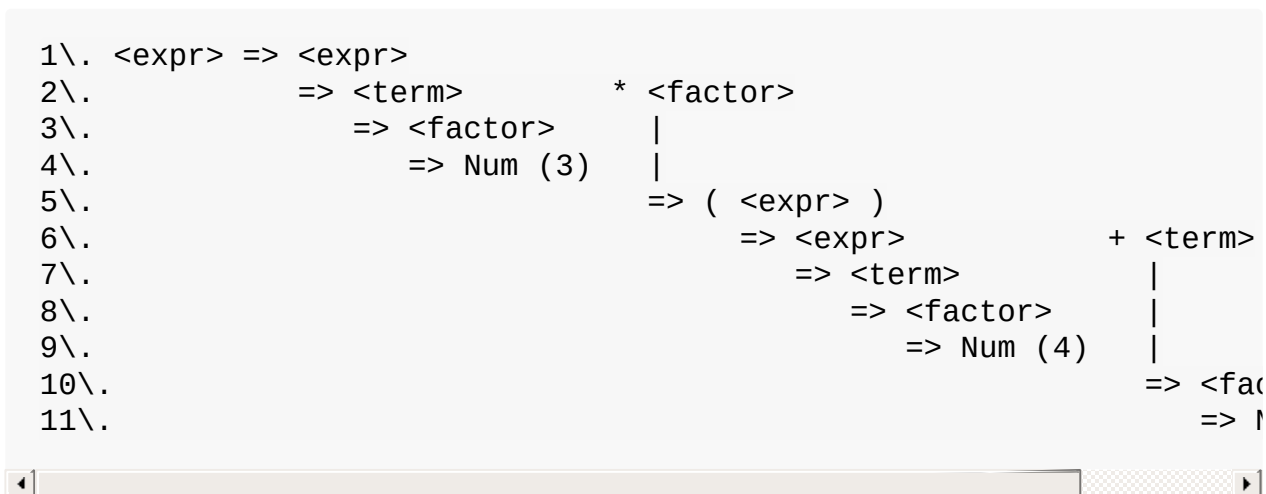 1\. <expr> => <expr>
2\. => <term> * <factor>
3\. => <factor> |
4\. => Num (3) |
5\. => ( <expr> )
6\. => <expr> + <term>
7\. => <term> |
8\. => <factor> |
9\. => Num (4) |
10\. =>
11\. =>